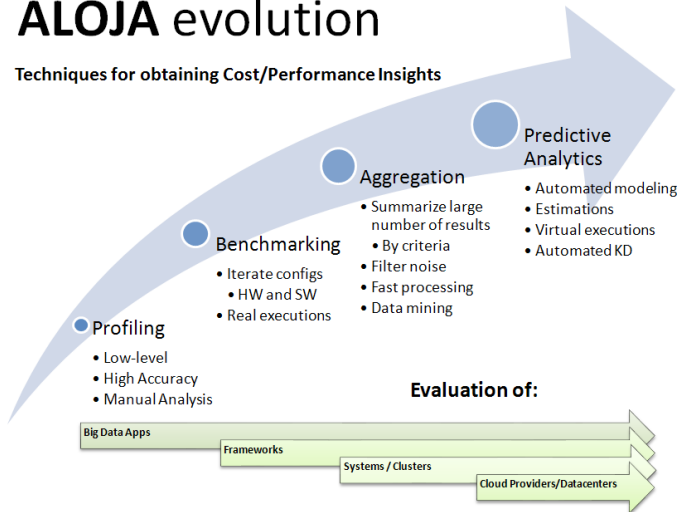 ALOJA evolution
Techniques for obtaining Cost/Performance Insights
Predictive
Analytics
• Automated modeling
• Estimations
• Virtual executions
• Automated KD
Aggregation
• Summarize large
number of results
• By criteria
• Filter noise
• Fast processing
• Data mining
Benchmarking
• Iterate configs
• HW and SW
• Real executions
Profiling
• Low-level
• High Accuracy
• Manual Analysis
Evaluation of:
Big Data Apps
Frameworks
Systems / Clusters
Cloud Providers/Datacenters